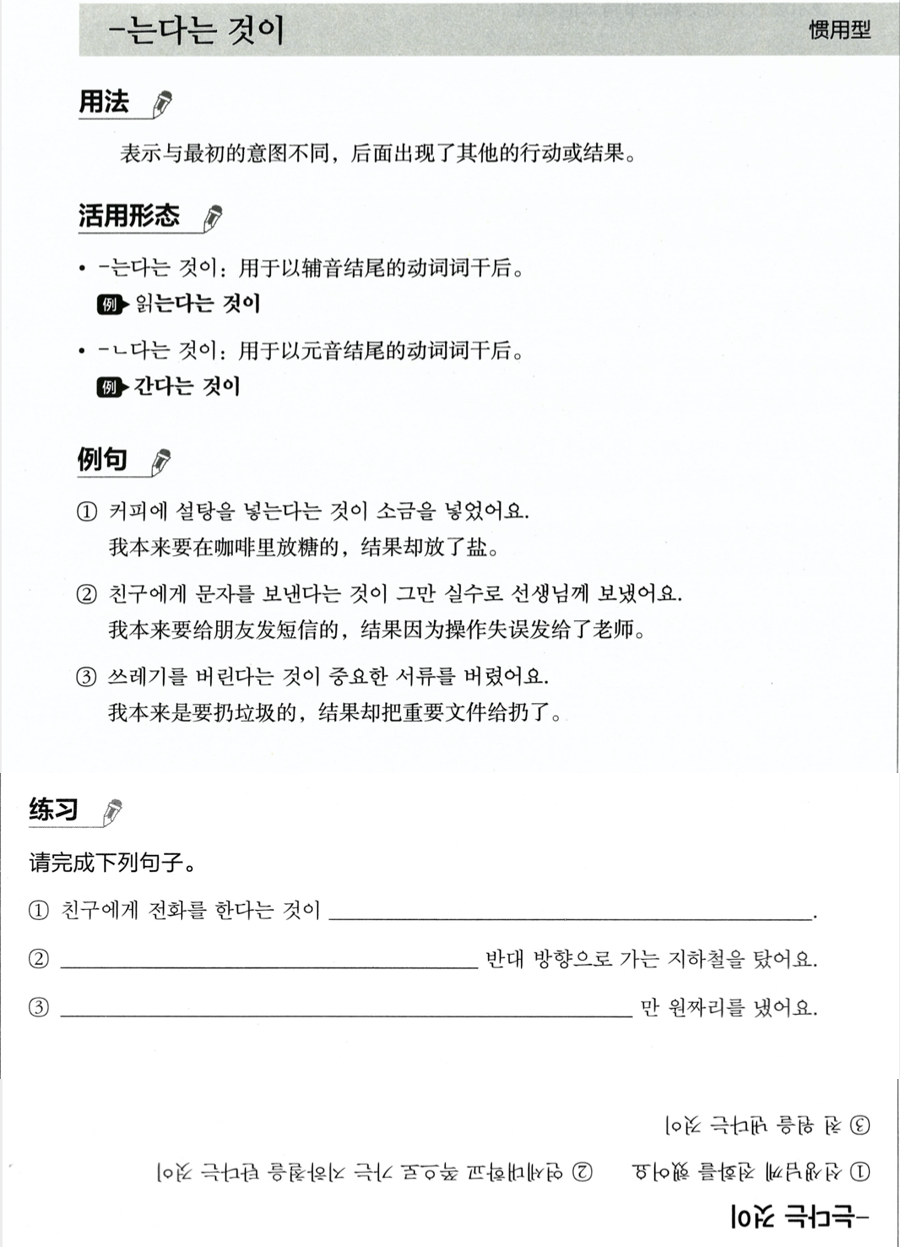 -는다는 것이 惯用型
用法
表示与最初的意图不同，后面出现了其他的行动或结果。
活用形态
• -는다는 것이：用于以辅音结尾的动词词干后。
例 읽는다는 것이
• -ㄴ다는 것이：用于以元音结尾的动词词干后。
例 간다는 것이
例句
① 커피에 설탕을 넣는다는 것이 소금을 넣었어요.
我本来要在咖啡里放糖的，结果却放了盐。
② 친구에게 문자를 보낸다는 것이 그만 실수로 선생님께 보냈어요.
我本来要给朋友发短信的，结果因为操作失误发给了老师。
③ 쓰레기를 버린다는 것이 중요한 서류를 버렸어요.
我本来是要扔垃圾的，结果却把重要文件给扔了。
练习
请完成下列句子。
① 친구에게 전화를 한다는 것이 ____.
② ____ 반대 방향으로 가는 지하철을 탔어요.
③ ____ 만 원짜리를 냈어요.
-는다는 것이
① 선생님께 전화를 했어요 ② 연세대학교 쪽으로 가는 지하철을 탄다는 것이
③ 천 원을 낸다는 것이